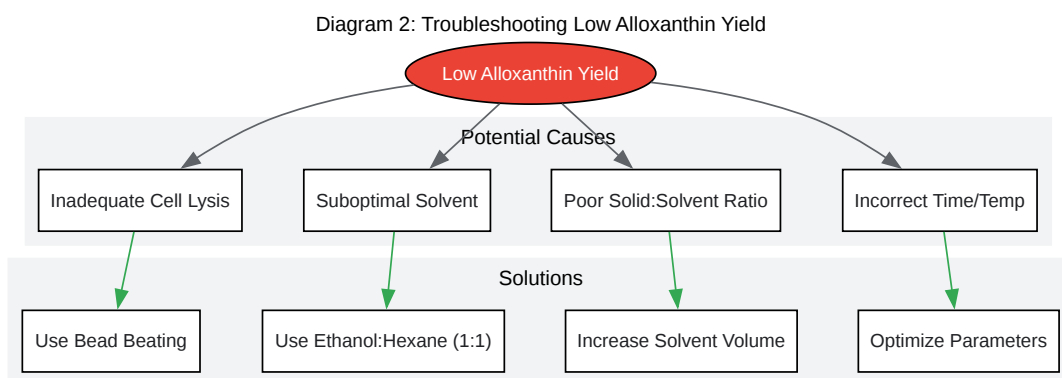 Diagram 2: Troubleshooting Low Alloxanthin Yield
Low Alloxanthin Yield
Potential Causes
Inadequate Cell Lysis
Suboptimal Solvent
Poor Solid:Solvent Ratio
Incorrect Time/Temp
Solutions
Use Bead Beating
Use Ethanol:Hexane (1:1)
Increase Solvent Volume
Optimize Parameters